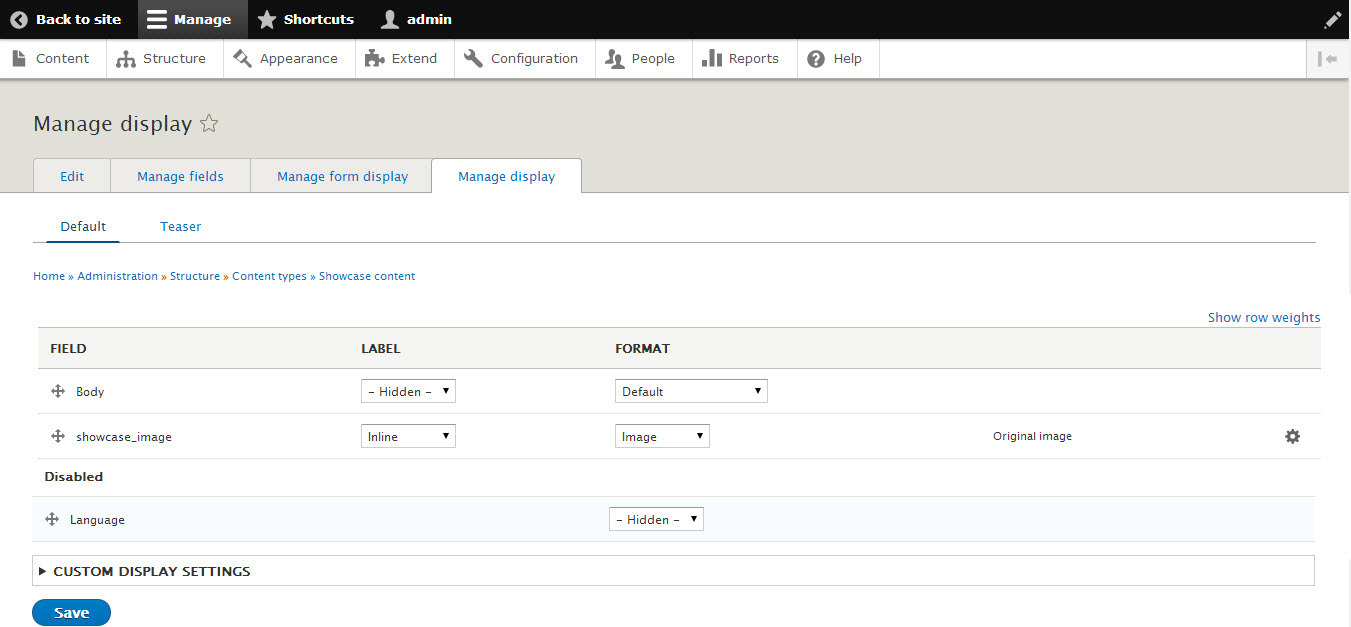 Back to site Manage Shortcuts admin
Content Structure Appearance Extend Configuration People Reports Help
Manage display
Edit Manage fields Manage form display Manage display
Default Teaser
Home » Administration » Structure » Content types » Showcase content
Show row weights
FIELD LABEL FORMAT
Body - Hidden - Default
showcase_image Inline Image Original image
Disabled
Language - Hidden -
CUSTOM DISPLAY SETTINGS
Save